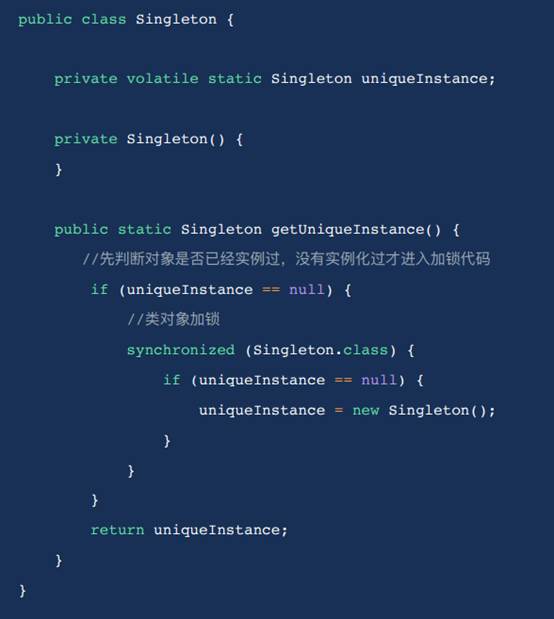 public class Singleton {
private volatile static Singleton uniqueInstance;
private Singleton() {
}
public static Singleton getUniqueInstance() {
//先判断对象是否已经实例过，没有实例化过才进入加锁代码
if (uniqueInstance == null) {
//类对象加锁
synchronized (Singleton.class) {
if (uniqueInstance == null) {
uniqueInstance = new Singleton();
}
}
}
return uniqueInstance;
}
}